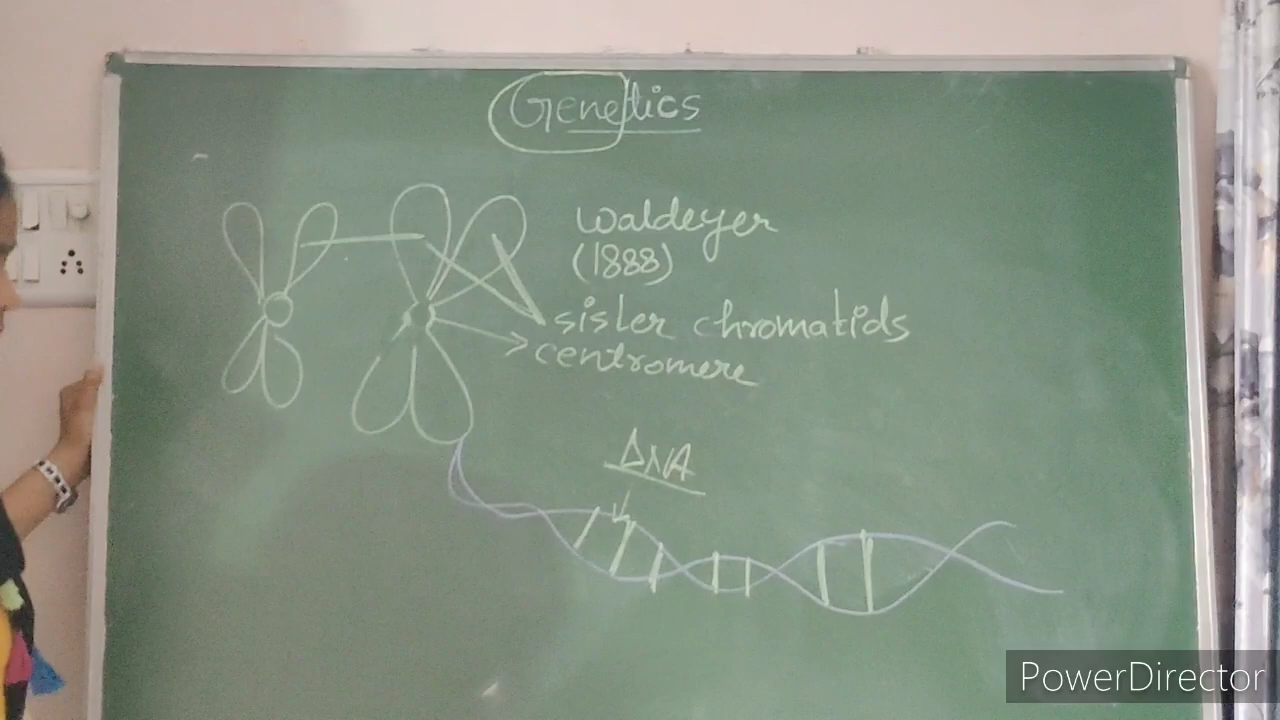 Genetics
Waldeyer
(1888)
sister chromatids
centromere
DNA
PowerDirector